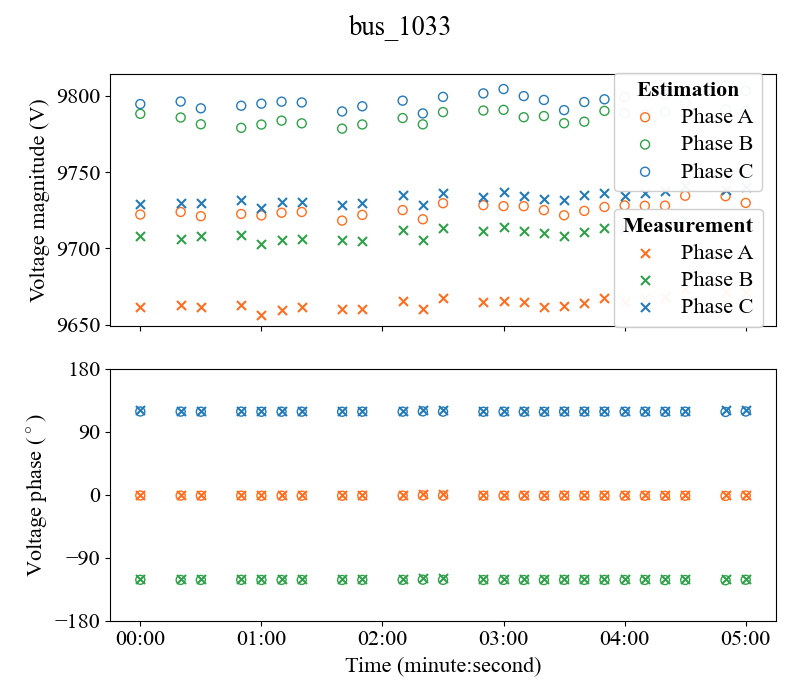 bus_1033
Voltage magnitude (V)
9800
9750
9700
9650
Estimation
Phase A
Phase B
Phase C
Measurement
Phase A
Phase B
Phase C
Voltage phase (°)
180
90
0
−90
−180
00:00 01:00 02:00 03:00 04:00 05:00
Time (minute:second)